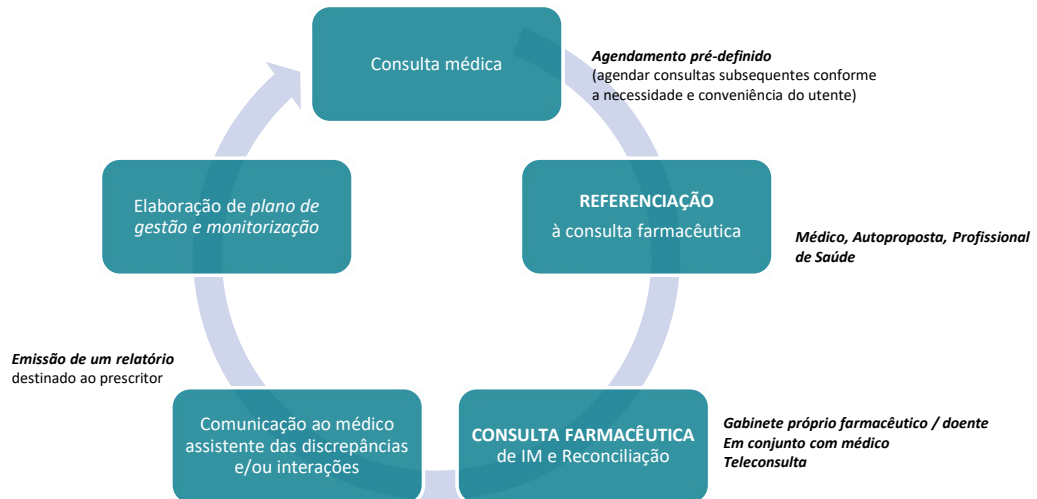 Consulta médica
Agendamento pré-definido
(agendar consultas subsequentes conforme
a necessidade e conveniência do utente)
REFERENCIAÇÃO
à consulta farmacêutica
Médico, Autoproposta, Profissional
de Saúde
CONSULTA FARMACÊUTICA
de IM e Reconciliação
Gabinete próprio farmacêutico / doente
Em conjunto com médico
Teleconsulta
Comunicação ao médico
assistente das discrepâncias
e/ou interações
Emissão de um relatório
destinado ao prescritor
Elaboração de plano de
gestão e monitorização